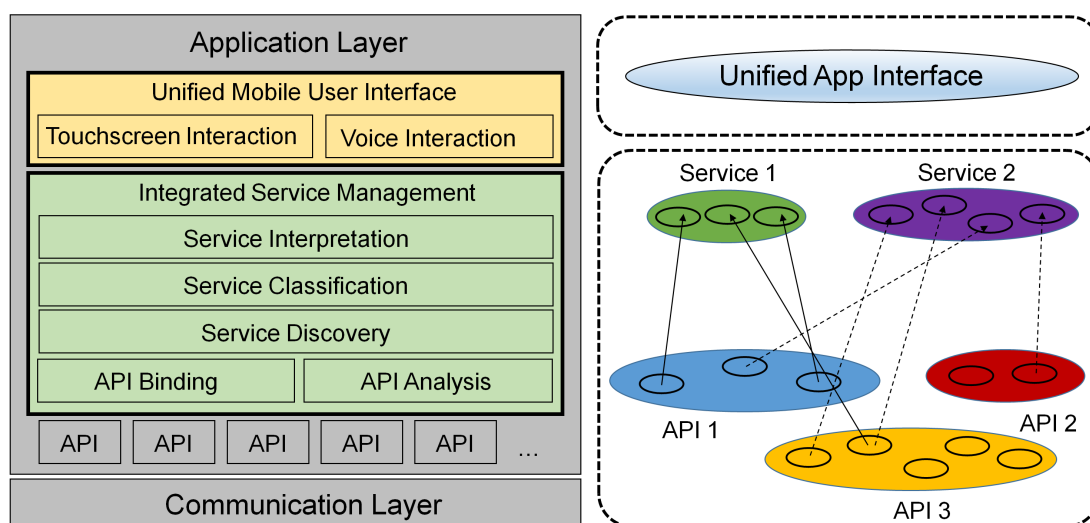 Application Layer
Unified Mobile User Interface
Touchscreen Interaction
Voice Interaction
Integrated Service Management
Service Interpretation
Service Classification
Service Discovery
API Binding
API Analysis
API
API
API
API
API
...
Communication Layer
Unified App Interface
Service 1
Service 2
API 1
API 2
API 3